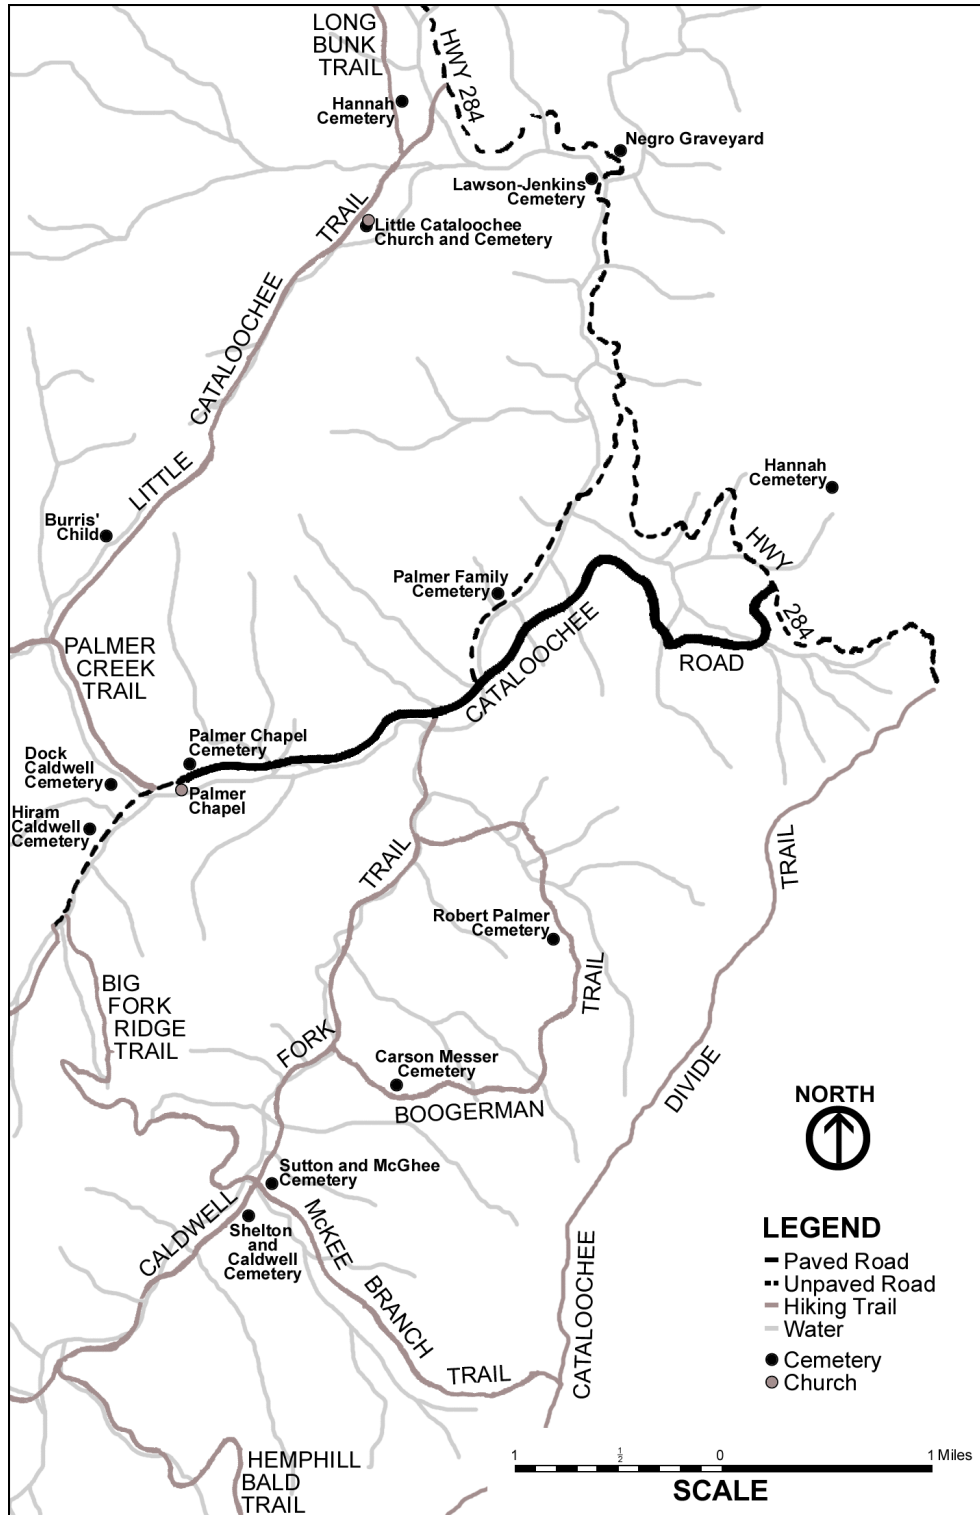 LONG
BUNK
TRAIL
HWY 284
Hannah
Cemetery
Negro Graveyard
Lawson-Jenkins
Cemetery
Little Cataloochee
Church and Cemetery
LITTLE CATALOOCHEE TRAIL
Hannah
Cemetery
Burris'
Child
HWY 284
Palmer Family
Cemetery
CATALOOCHEE ROAD
PALMER
CREEK
TRAIL
Palmer Chapel
Cemetery
Dock
Caldwell
Cemetery
Palmer
Chapel
Hiram
Caldwell
Cemetery
Robert Palmer
Cemetery
BIG
FORK
RIDGE
TRAIL
Carson Messer
Cemetery
BOOGERMAN TRAIL
CALDWELL FORK TRAIL
CATALOOCHEE DIVIDE TRAIL
Sutton and McGhee
Cemetery
Shelton
and
Caldwell
Cemetery
McKEE BRANCH TRAIL
HEMPHILL
BALD
TRAIL
NORTH
LEGEND
Paved Road
Unpaved Road
Hiking Trail
Water
Cemetery
Church
1 ½ 0 1 Miles
SCALE